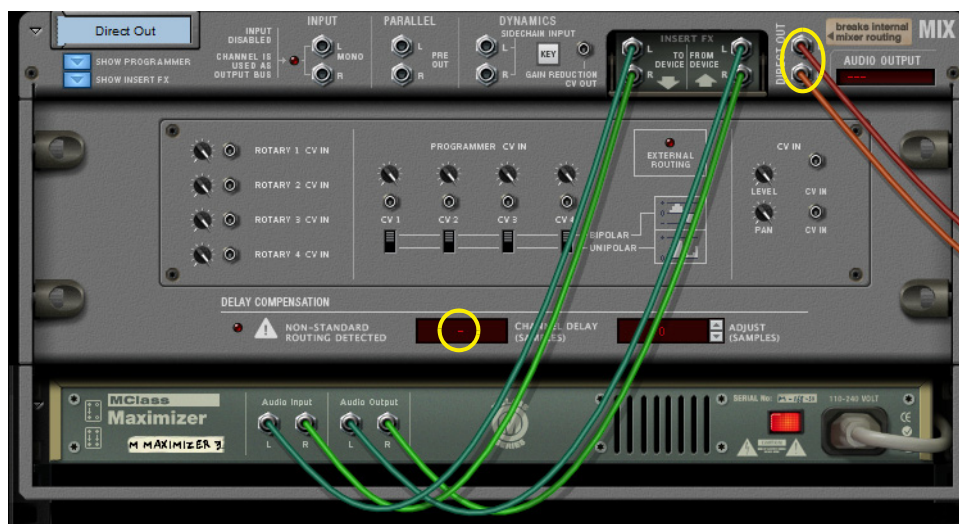 Direct Out
SHOW PROGRAMMER
SHOW INSERT FX
INPUT
INPUT
DISABLED
CHANNEL IS
USED AS
OUTPUT BUS
L
MONO
R
PARALLEL
L
PRE
OUT
R
DYNAMICS
SIDECHAIN INPUT
L
KEY
R
GAIN REDUCTION
CV OUT
INSERT FX
L
TO
DEVICE
FROM
DEVICE
L
R
R
DIRECT OUT
breaks internal
mixer routing
MIX
AUDIO OUTPUT
---
ROTARY 1 CV IN
ROTARY 2 CV IN
ROTARY 3 CV IN
ROTARY 4 CV IN
PROGRAMMER CV IN
CV 1
CV 2
CV 3
CV 4
BIPOLAR
UNIPOLAR
EXTERNAL
ROUTING
+
0
-
+
0
CV IN
LEVEL
CV IN
PAN
CV IN
DELAY COMPENSATION
NON-STANDARD
ROUTING DETECTED
-
CHANNEL DELAY
(SAMPLES)
0
ADJUST
(SAMPLES)
MClass
Maximizer
M MAXIMIZER 3
Audio Input
L
R
Audio Output
L
R
M
SERIES
SERIAL No:
110-240 VOLT
CE